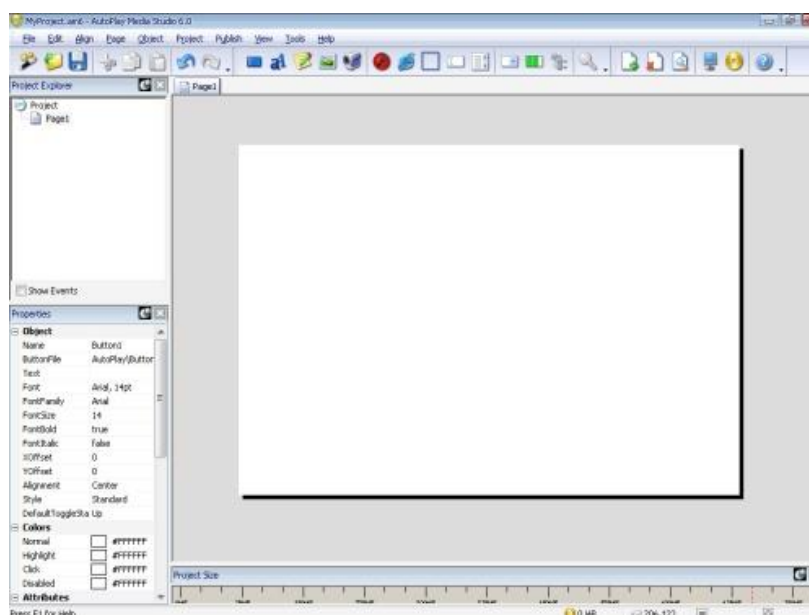 MyProject.am6 - AutoPlay Media Studio 6.0
File Edit Align Page Object Project Publish View Tools Help
Project Explorer
Page1
Project
Page1
Show Events
Properties
Object
Name Button1
ButtonFile AutoPlay\Button
Text
Font Arial, 14pt
FontFamily Arial
FontSize 14
FontBold true
FontItalic false
XOffset 0
YOffset 0
Alignment Center
Style Standard
DefaultToggleSta Up
Colors
Normal #FFFFFF
Highlight #FFFFFF
Click #FFFFFF
Disabled #FFFFFF
Attributes
Project Size
Press F1 for Help
0 MB